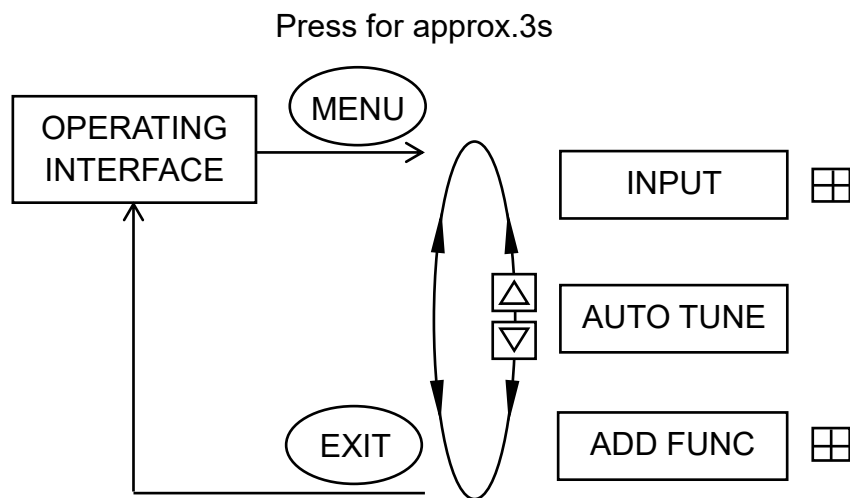 Press for approx.3s
MENU
OPERATING
INTERFACE
INPUT
AUTO TUNE
EXIT
ADD FUNC